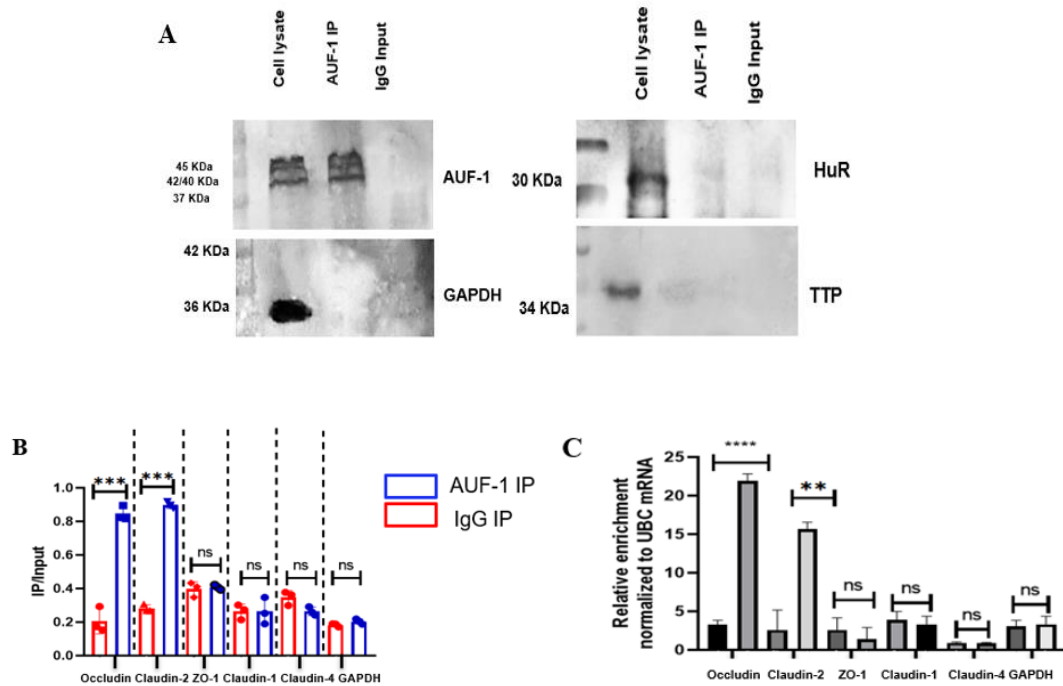 A
Cell lysate
AUF-1 IP
IgG Input
45 KDa
42/40 KDa
37 KDa
AUF-1
42 KDa
36 KDa
GAPDH
Cell lysate
AUF-1 IP
IgG Input
30 KDa
HuR
34 KDa
TTP
B
IP/Input
1.0
0.8
0.6
0.4
0.2
0.0
*** *** ns ns ns ns
Occludin Claudin-2 ZO-1 Claudin-1 Claudin-4 GAPDH
AUF-1 IP
IgG IP
C
Relative enrichment
normalized to UBC mRNA
25
20
15
10
5
0
**** ** ns ns ns ns
Occludin Claudin-2 ZO-1 Claudin-1 Claudin-4 GAPDH